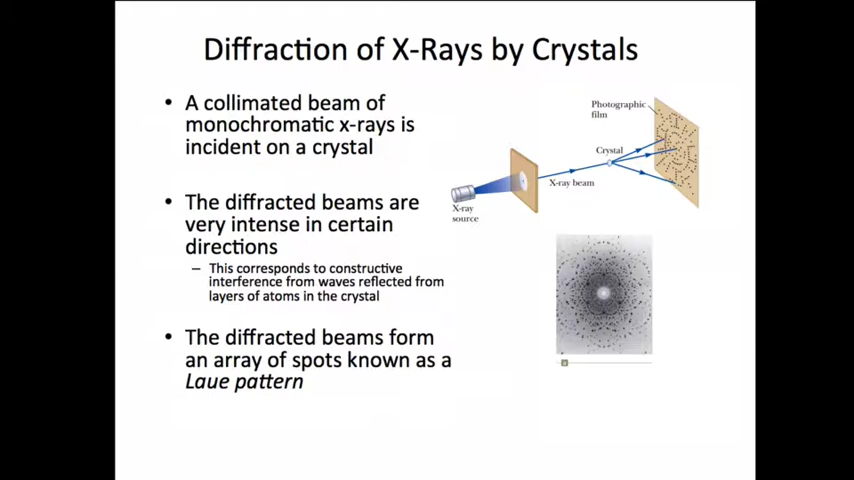 Diffraction of X-Rays by Crystals
• A collimated beam of
monochromatic x-rays is
incident on a crystal
• The diffracted beams are
very intense in certain
directions
– This corresponds to constructive
interference from waves reflected from
layers of atoms in the crystal
• The diffracted beams form
an array of spots known as a
Laue pattern
Photographic
film
Crystal
X-ray beam
X-ray
source